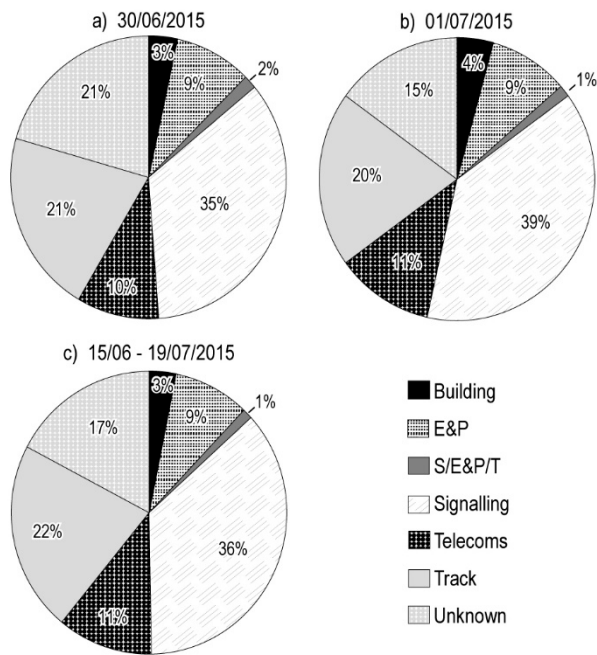 a) 30/06/2015
3%
9%
2%
35%
10%
21%
21%
b) 01/07/2015
4%
9%
1%
39%
11%
20%
15%
c) 15/06 - 19/07/2015
3%
9%
1%
36%
11%
22%
17%
Building
E&P
S/E&P/T
Signalling
Telecoms
Track
Unknown